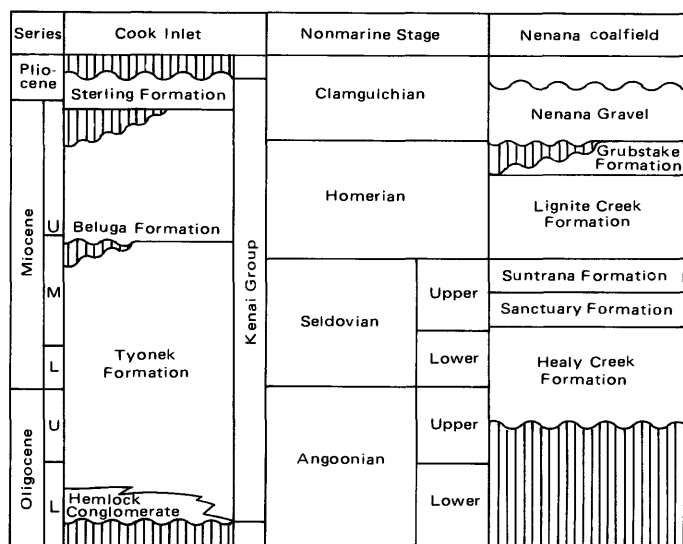 Series
Cook Inlet
Nonmarine Stage
Nenana coalfield
Plio-
cene
Miocene
U
M
L
Oligocene
U
L
Sterling Formation
Beluga Formation
Tyonek
Formation
Hemlock
Conglomerate
Kenai Group
Clamgulchian
Homerian
Seldovian
Upper
Lower
Angoonian
Upper
Lower
Nenana Gravel
Grubstake
Formation
Lignite Creek
Formation
Suntrana Formation
Sanctuary Formation
Healy Creek
Formation